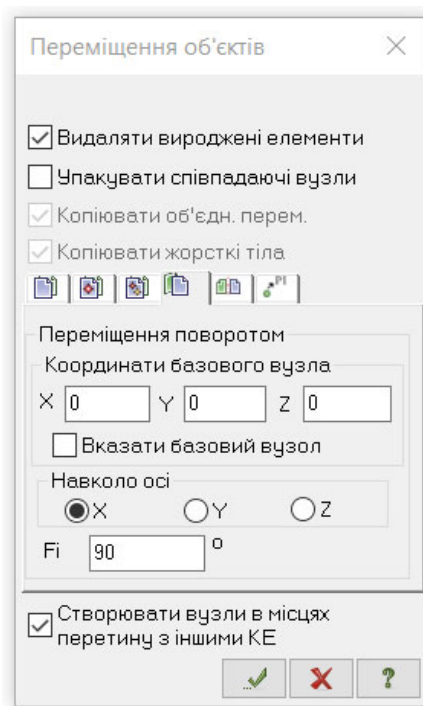 Переміщення об'єктів
Видаляти вироджені елементи
Упакувати співпадаючі вузли
Копіювати об'єдн. перем.
Копіювати жорсткі тіла
PI
Переміщення поворотом
Координати базового вузла
X 0 Y 0 Z 0
Вказати базовий вузол
Навколо осі
X Y Z
Fi 90 °
Створювати вузли в місцях
перетину з іншими КЕ
?